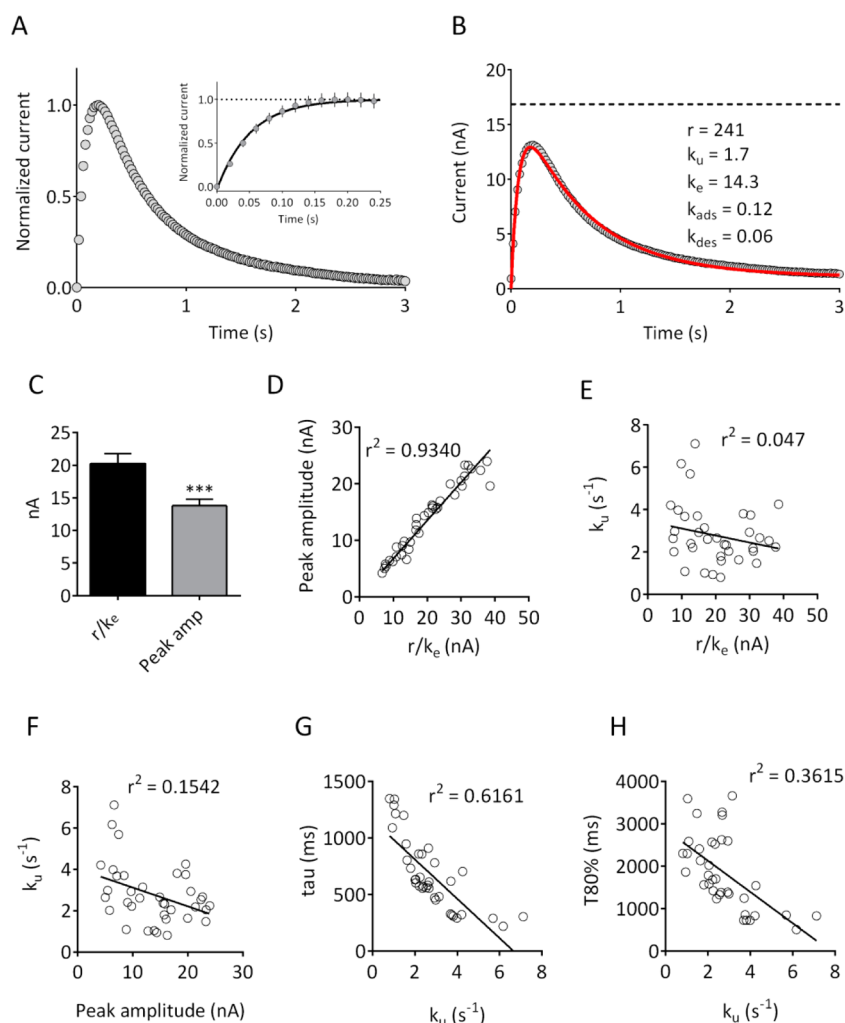 A
Normalized current
1.0
0.5
0.0
0 1 2 3
Time (s)
Normalized current
1.0
0.5
0.0
0.00 0.05 0.10 0.15 0.20 0.25
Time (s)
B
Current (nA)
20
15
10
5
0
0 1 2 3
Time (s)
r = 241
kᵤ = 1.7
kₑ = 14.3
k_ads = 0.12
k_des = 0.06
C
nA
25
20
15
10
5
0
***
r/kₑ
Peak amp
D
Peak amplitude (nA)
30
20
10
0
r² = 0.9340
0 10 20 30 40 50
r/kₑ (nA)
E
kᵤ (s⁻¹)
8
6
4
2
0
r² = 0.047
0 10 20 30 40 50
r/kₑ (nA)
F
kᵤ (s⁻¹)
8
6
4
2
0
r² = 0.1542
0 10 20 30
Peak amplitude (nA)
G
tau (ms)
1500
1000
500
0
r² = 0.6161
0 2 4 6 8
kᵤ (s⁻¹)
H
T80% (ms)
4000
3000
2000
1000
0
r² = 0.3615
0 2 4 6 8
kᵤ (s⁻¹)